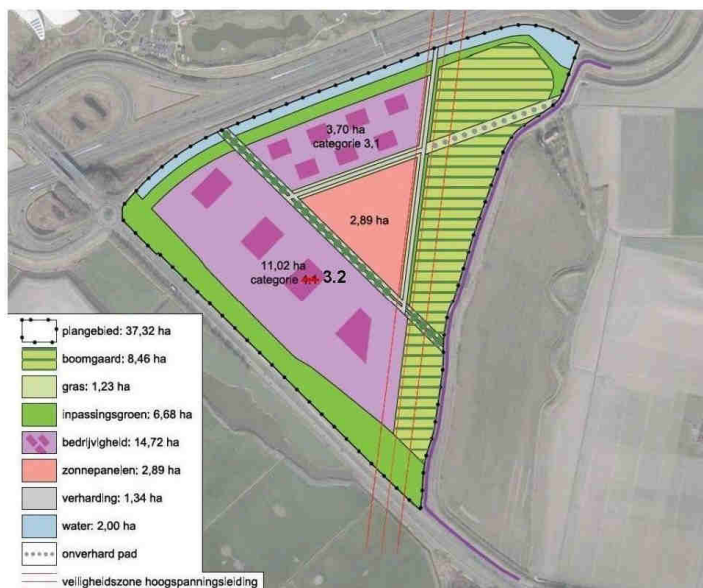 3,70 ha
categorie 3,1
2,89 ha
11,02 ha
categorie 4.1 3.2
plangebied: 37,32 ha
boomgaard: 8,46 ha
gras: 1,23 ha
inpassingsgroen: 6,68 ha
bedrijvigheid: 14,72 ha
zonnepanelen: 2,89 ha
verharding: 1,34 ha
water: 2,00 ha
onverhard pad
veiligheidszone hoogspanningsleiding